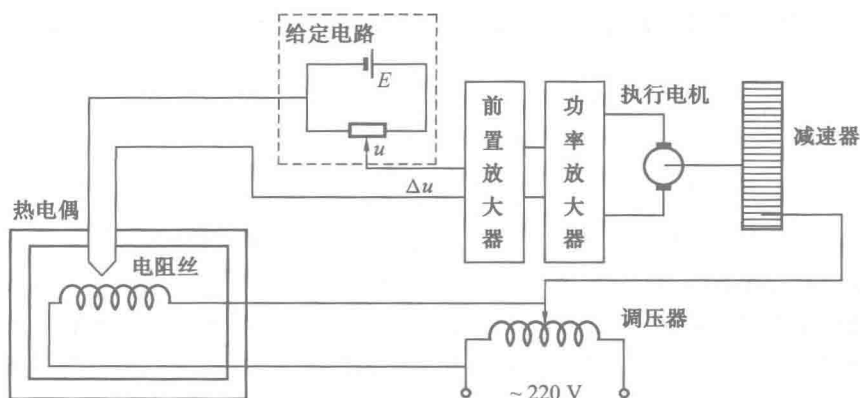 给定电路
E
u
前置放大器
功率放大器
执行电机
减速器
Δu
热电偶
电阻丝
调压器
~220 V